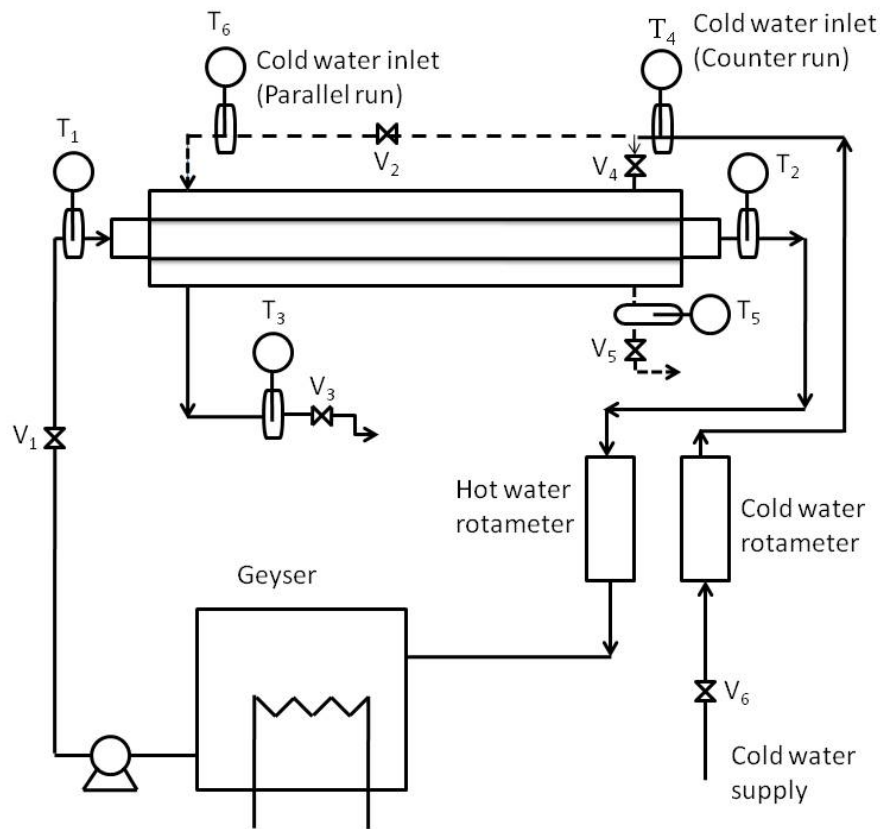 T6
Cold water inlet
(Parallel run)
T4
Cold water inlet
(Counter run)
T1
V2
V4
T2
T3
T5
V5
V3
V1
Hot water
rotameter
Cold water
rotameter
Geyser
V6
Cold water
supply